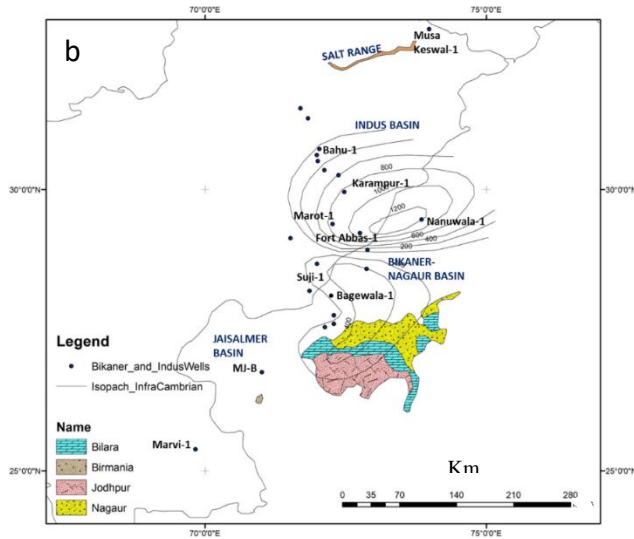 b
70°0'0"E
75°0'0"E
Musa
Keswal-1
SALT RANGE
INDUS BASIN
Bahu-1
800
30°0'0"N
30°0'0"N
Karampur-1
1000
1200
Marot-1
Nanuwala-1
Fort Abbas-1
600
400
200
BIKANER-
NAGAUR BASIN
Suji-1
Bagewala-1
JAISALMER
BASIN
MJ-B
Marvi-1
Legend
Bikaner_and_IndusWells
Isopach_InfraCambrian
Name
Bilara
Birmania
Jodhpur
Nagaur
25°0'0"N
25°0'0"N
Km
0 35 70 140 210 280
70°0'0"E
75°0'0"E